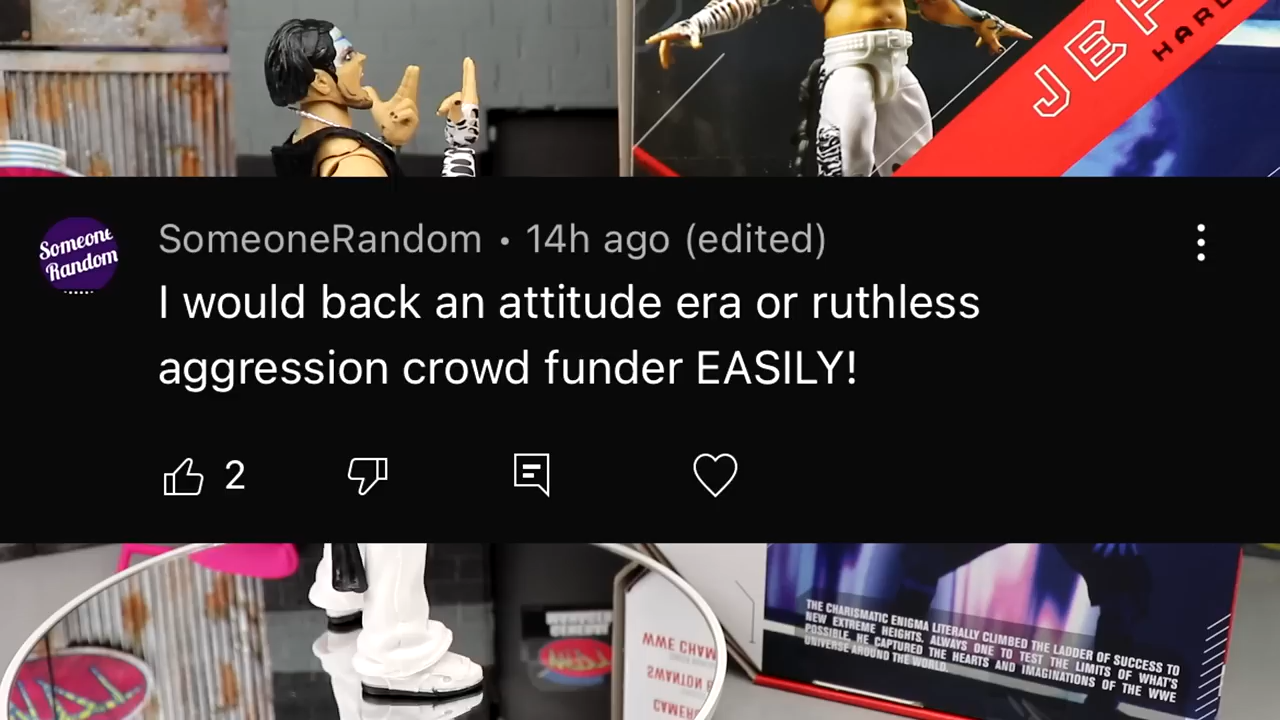 JEF
HARD
Someone
Random
SomeoneRandom • 14h ago (edited)
I would back an attitude era or ruthless
aggression crowd funder EASILY!
2
THE CHARISMATIC ENIGMA LITERALLY CLIMBED THE LADDER OF SUCCESS TO
NEW EXTREME HEIGHTS. ALWAYS ONE TO TEST THE LIMITS OF WHAT'S
POSSIBLE, HE CAPTURED THE HEARTS AND IMAGINATIONS OF THE WWE
UNIVERSE AROUND THE WORLD.
WWE CHAM
SWANTON B
CAMER